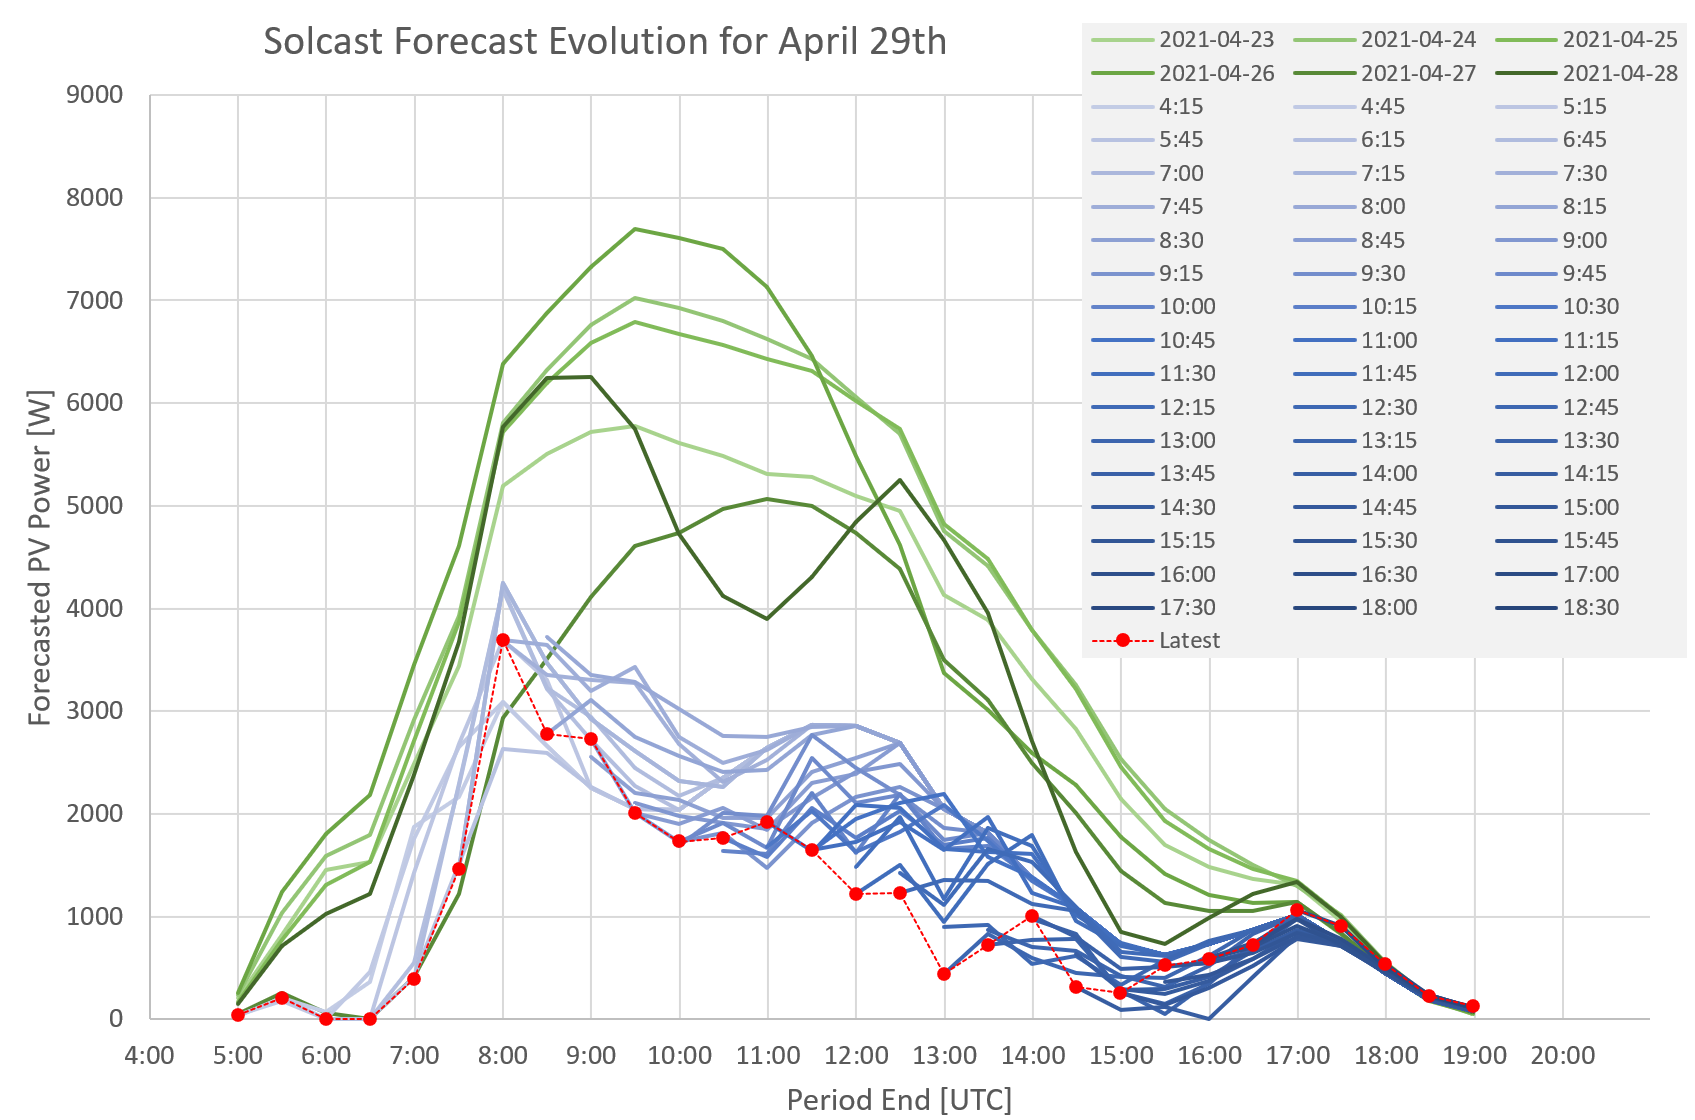 Solcast Forecast Evolution for April 29th
2021-04-23 2021-04-24 2021-04-25
2021-04-26 2021-04-27 2021-04-28
4:15 4:45 5:15
5:45 6:15 6:45
7:00 7:15 7:30
7:45 8:00 8:15
8:30 8:45 9:00
9:15 9:30 9:45
10:00 10:15 10:30
10:45 11:00 11:15
11:30 11:45 12:00
12:15 12:30 12:45
13:00 13:15 13:30
13:45 14:00 14:15
14:30 14:45 15:00
15:15 15:30 15:45
16:00 16:30 17:00
17:30 18:00 18:30
Latest
Forecasted PV Power [W]
9000
8000
7000
6000
5000
4000
3000
2000
1000
0
4:00 5:00 6:00 7:00 8:00 9:00 10:00 11:00 12:00 13:00 14:00 15:00 16:00 17:00 18:00 19:00 20:00
Period End [UTC]